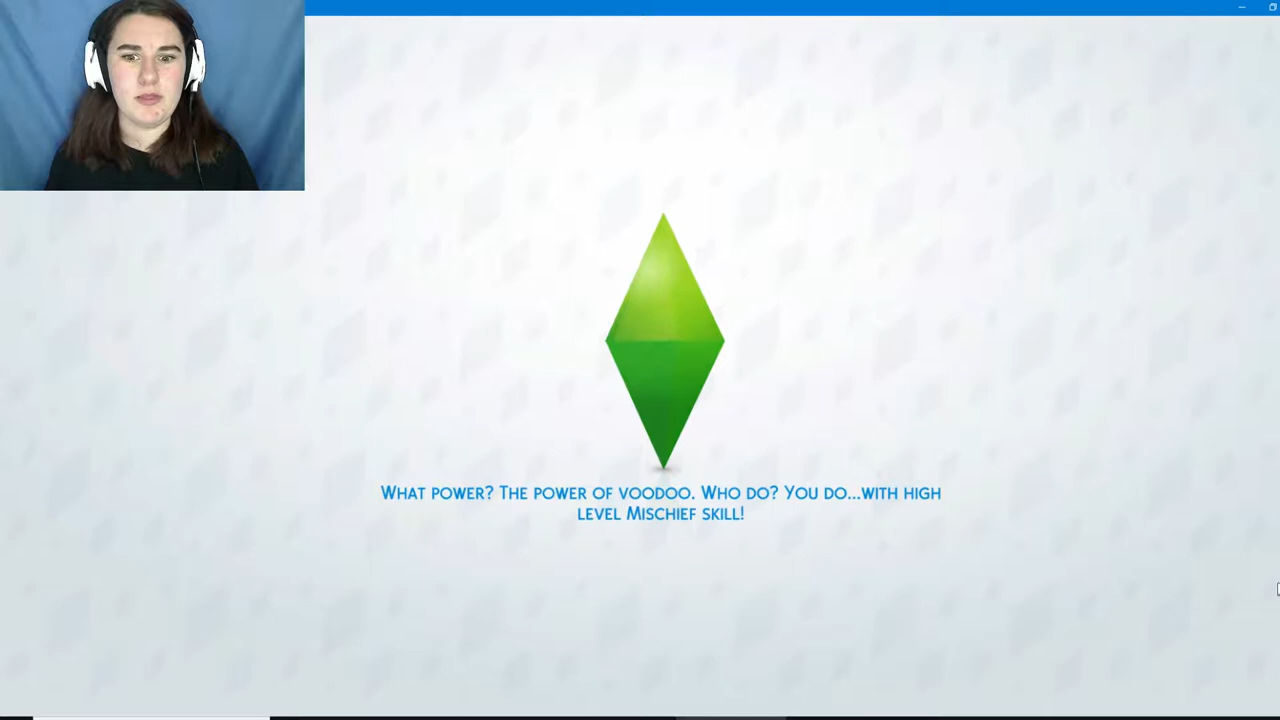 What power? The power of voodoo. Who do? You do...with high
level Mischief skill!